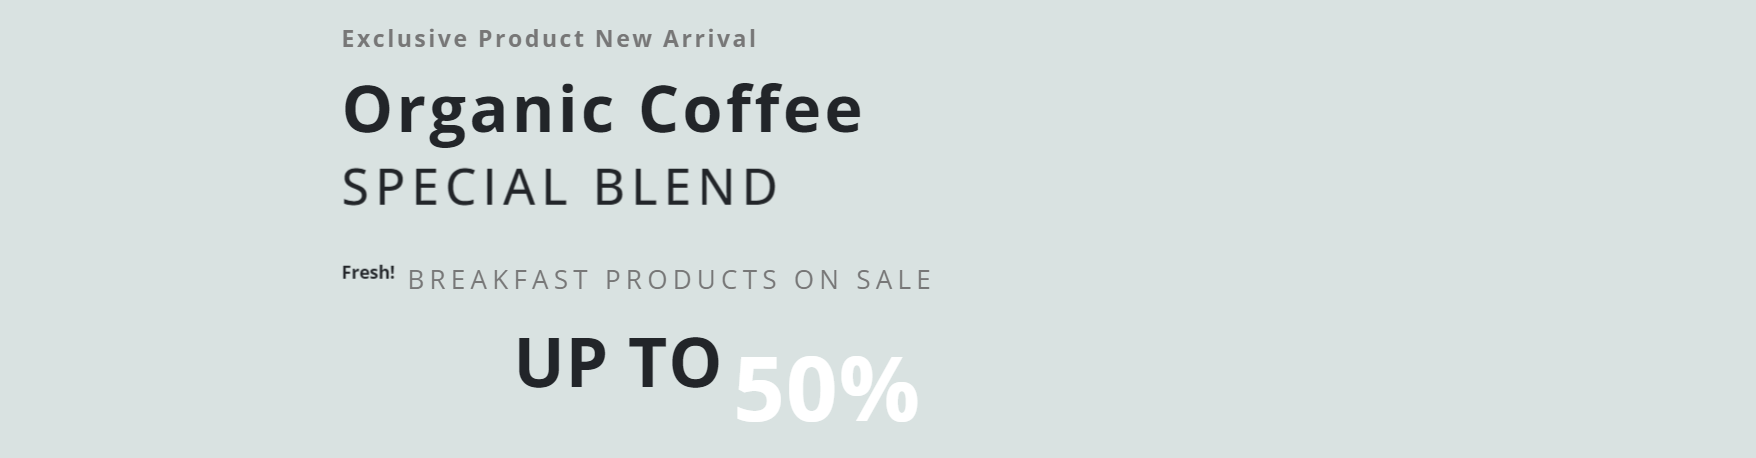 Exclusive Product New Arrival
Organic Coffee
SPECIAL BLEND
Fresh! BREAKFAST PRODUCTS ON SALE
UP TO 50%